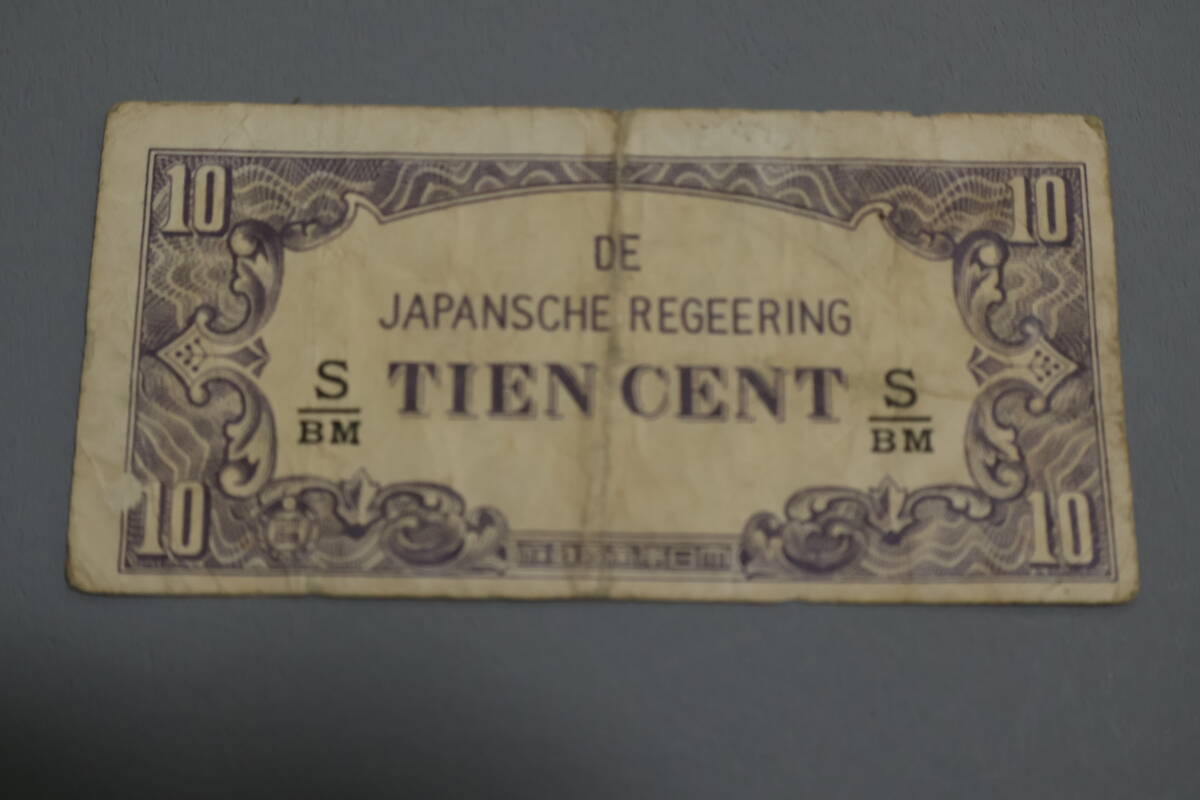 10 10
DE
JAPANSCHE REGEERING
TIEN CENT
S
BM
S
BM
10 10